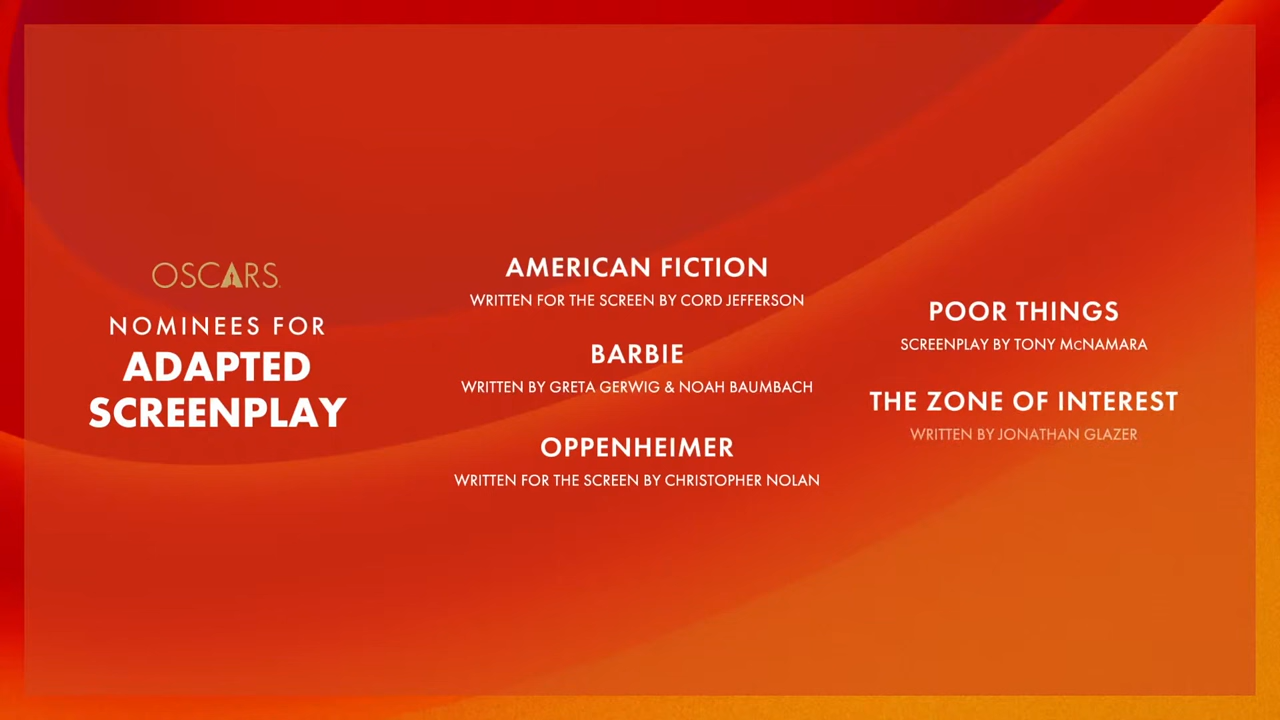 OSCARS
NOMINEES FOR
ADAPTED
SCREENPLAY
AMERICAN FICTION
WRITTEN FOR THE SCREEN BY CORD JEFFERSON
BARBIE
WRITTEN BY GRETA GERWIG & NOAH BAUMBACH
OPPENHEIMER
WRITTEN FOR THE SCREEN BY CHRISTOPHER NOLAN
POOR THINGS
SCREENPLAY BY TONY McNAMARA
THE ZONE OF INTEREST
WRITTEN BY JONATHAN GLAZER